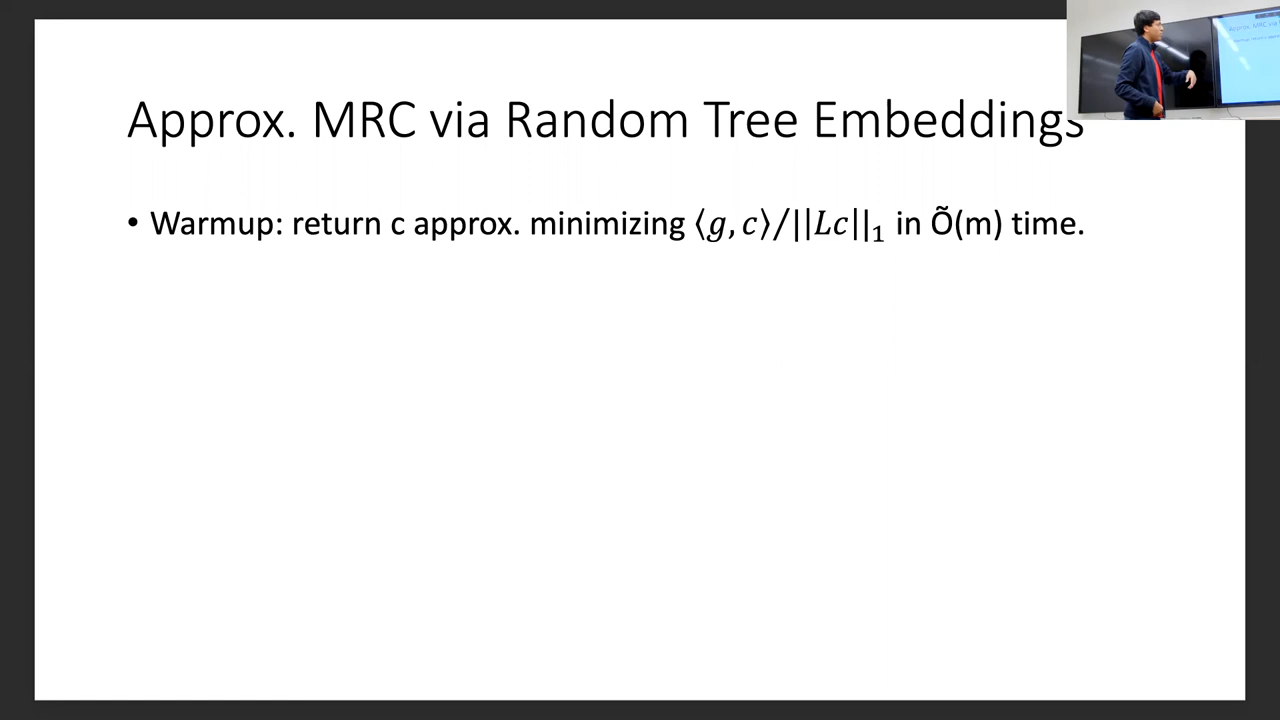 Approx. MRC via Random Tree Embeddings
• Warmup: return c approx. minimizing ⟨g, c⟩/||Lc||₁ in Õ(m) time.